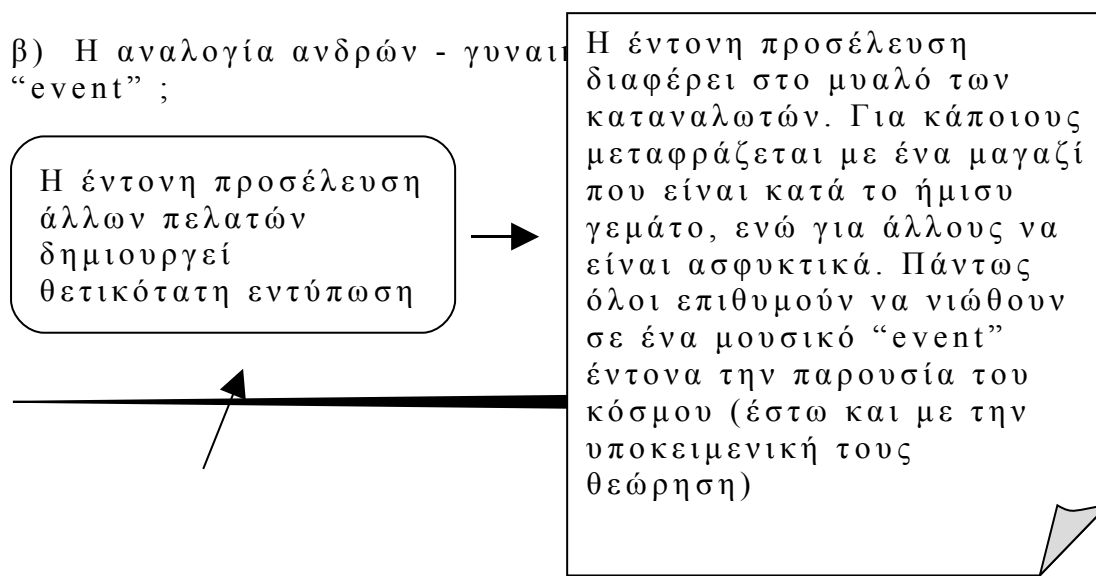 β) Η αναλογία ανδρών -
“event” ;
Η έντονη προσέλευση
άλλων πελατών
δημιουργεί
θετικότατη εντύπωση
Η έντονη προσέλευση
διαφέρει στο μυαλό των
καταναλωτών. Για κάποιους
μεταφράζεται με ένα μαγαζί
που είναι κατά το ήμισυ
γεμάτο, ενώ για άλλους να
είναι ασφυκτικά. Πάντως
όλοι επιθυμούν να νιώθουν
σε ένα μουσικό “event”
έντονα την παρουσία του
κόσμου (έστω και με την
υποκειμενική τους
θεώρηση)